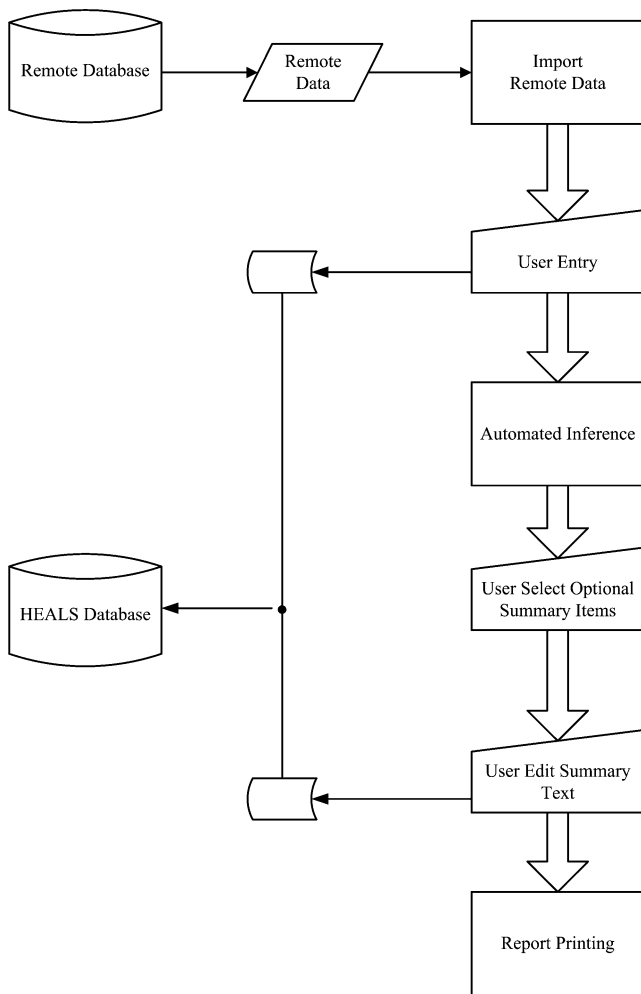 Remote Database
Remote
Data
Import
Remote Data
User Entry
Automated Inference
User Select Optional
Summary Items
HEALS Database
User Edit Summary
Text
Report Printing